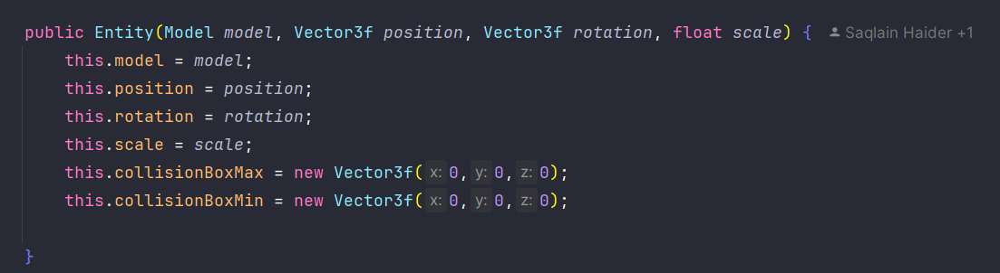 public Entity(Model model, Vector3f position, Vector3f rotation, float scale) { Saqlain Haider +1
this.model = model;
this.position = position;
this.rotation = rotation;
this.scale = scale;
this.collisionBoxMax = new Vector3f( x: 0, y: 0, z: 0);
this.collisionBoxMin = new Vector3f( x: 0, y: 0, z: 0);
}